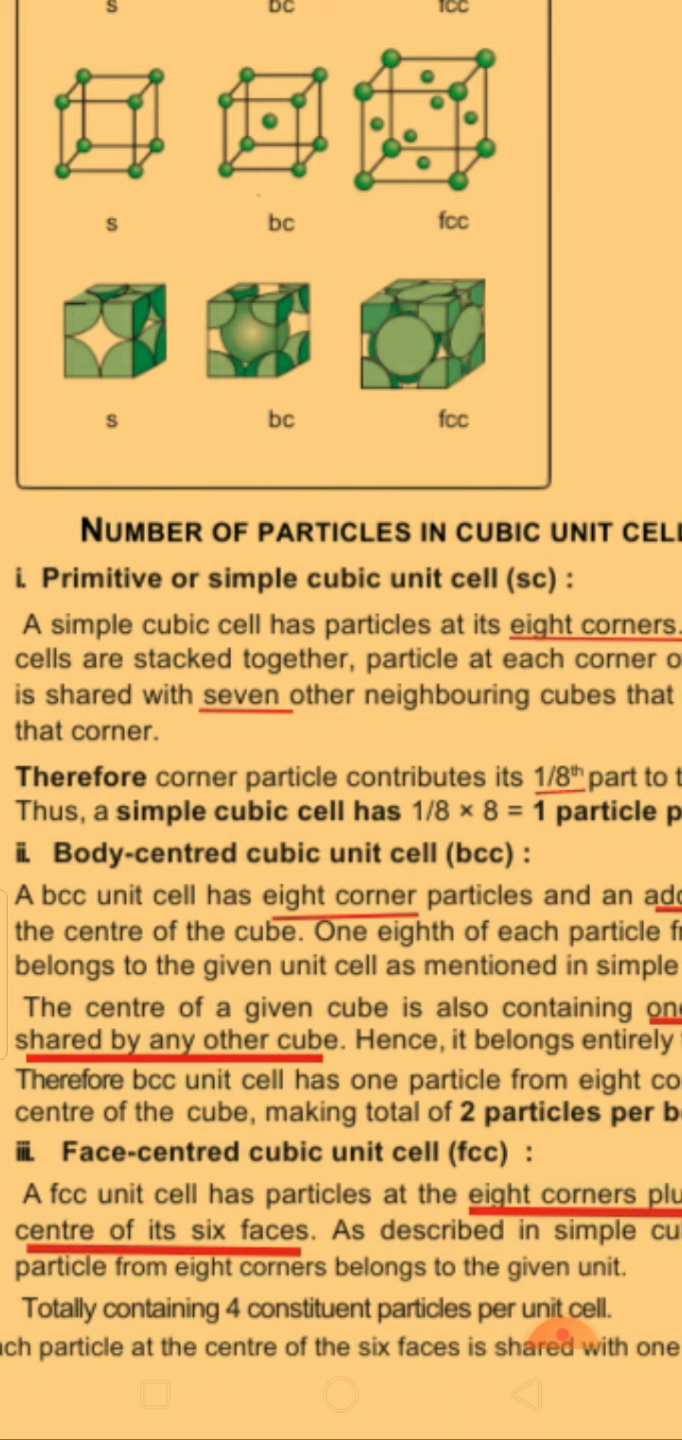 s bc fcc
s bc fcc
s bc fcc
NUMBER OF PARTICLES IN CUBIC UNIT CELL
i. Primitive or simple cubic unit cell (sc) :
A simple cubic cell has particles at its eight corners.
cells are stacked together, particle at each corner
is shared with seven other neighbouring cubes that
that corner.
Therefore corner particle contributes its 1/8th part to
Thus, a simple cubic cell has 1/8 × 8 = 1 particle
ii. Body-centred cubic unit cell (bcc) :
A bcc unit cell has eight corner particles and an
the centre of the cube. One eighth of each particle
belongs to the given unit cell as mentioned in simple
The centre of a given cube is also containing
shared by any other cube. Hence, it belongs entirely
Therefore bcc unit cell has one particle from eight
centre of the cube, making total of 2 particles per
iii. Face-centred cubic unit cell (fcc) :
A fcc unit cell has particles at the eight corners
centre of its six faces. As described in simple
particle from eight corners belongs to the given unit.
Totally containing 4 constituent particles per unit cell.
particle at the centre of the six faces is shared with one